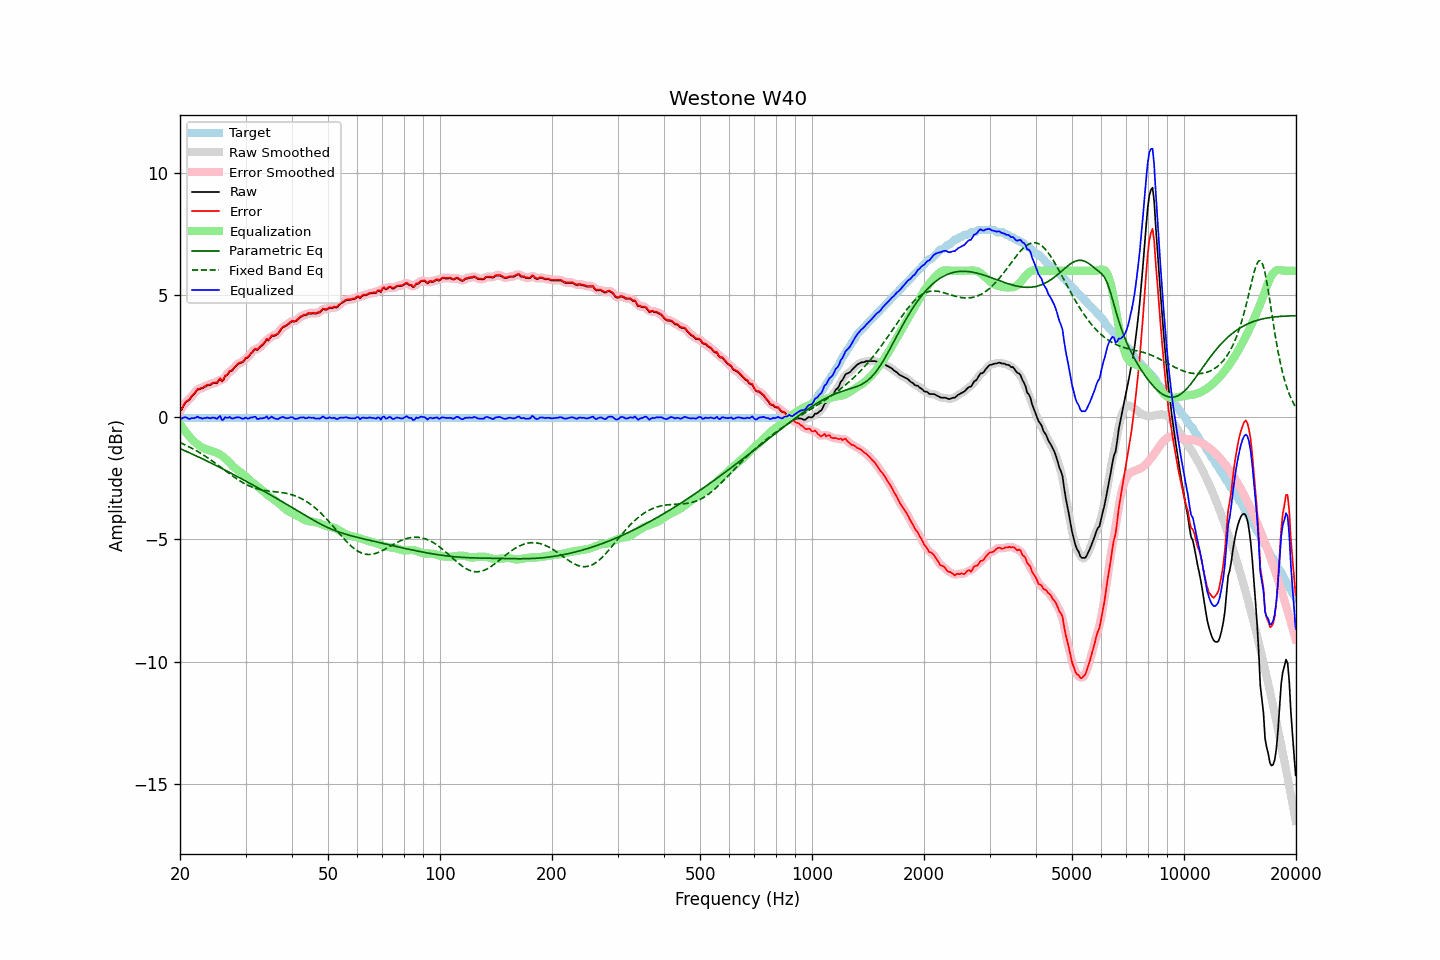 Westone W40
Target
Raw Smoothed
Error Smoothed
Raw
Error
Equalization
Parametric Eq
Fixed Band Eq
Equalized
Amplitude (dBr)
10
5
0
−5
−10
−15
20 50 100 200 500 1000 2000 5000 10000 20000
Frequency (Hz)